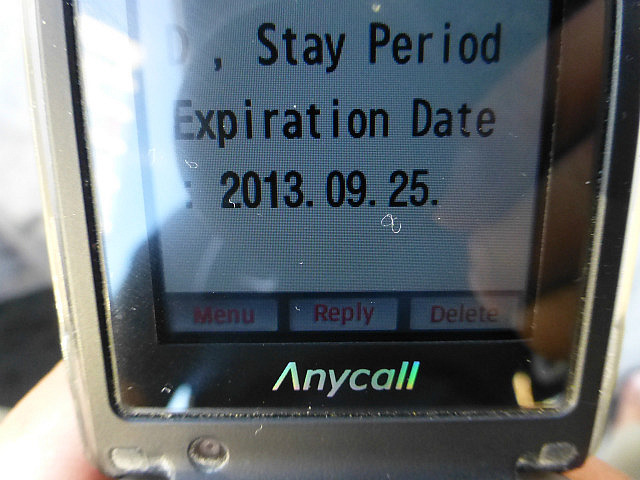 D , Stay Period
Expiration Date
: 2013. 09. 25.
Menu Reply Delete
Anycall